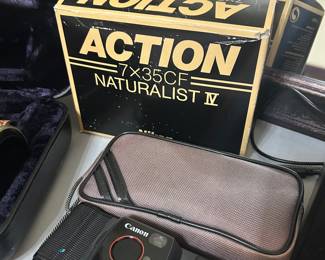 ACTION
ACTION
7×35CF
NATURALIST IV
Canon